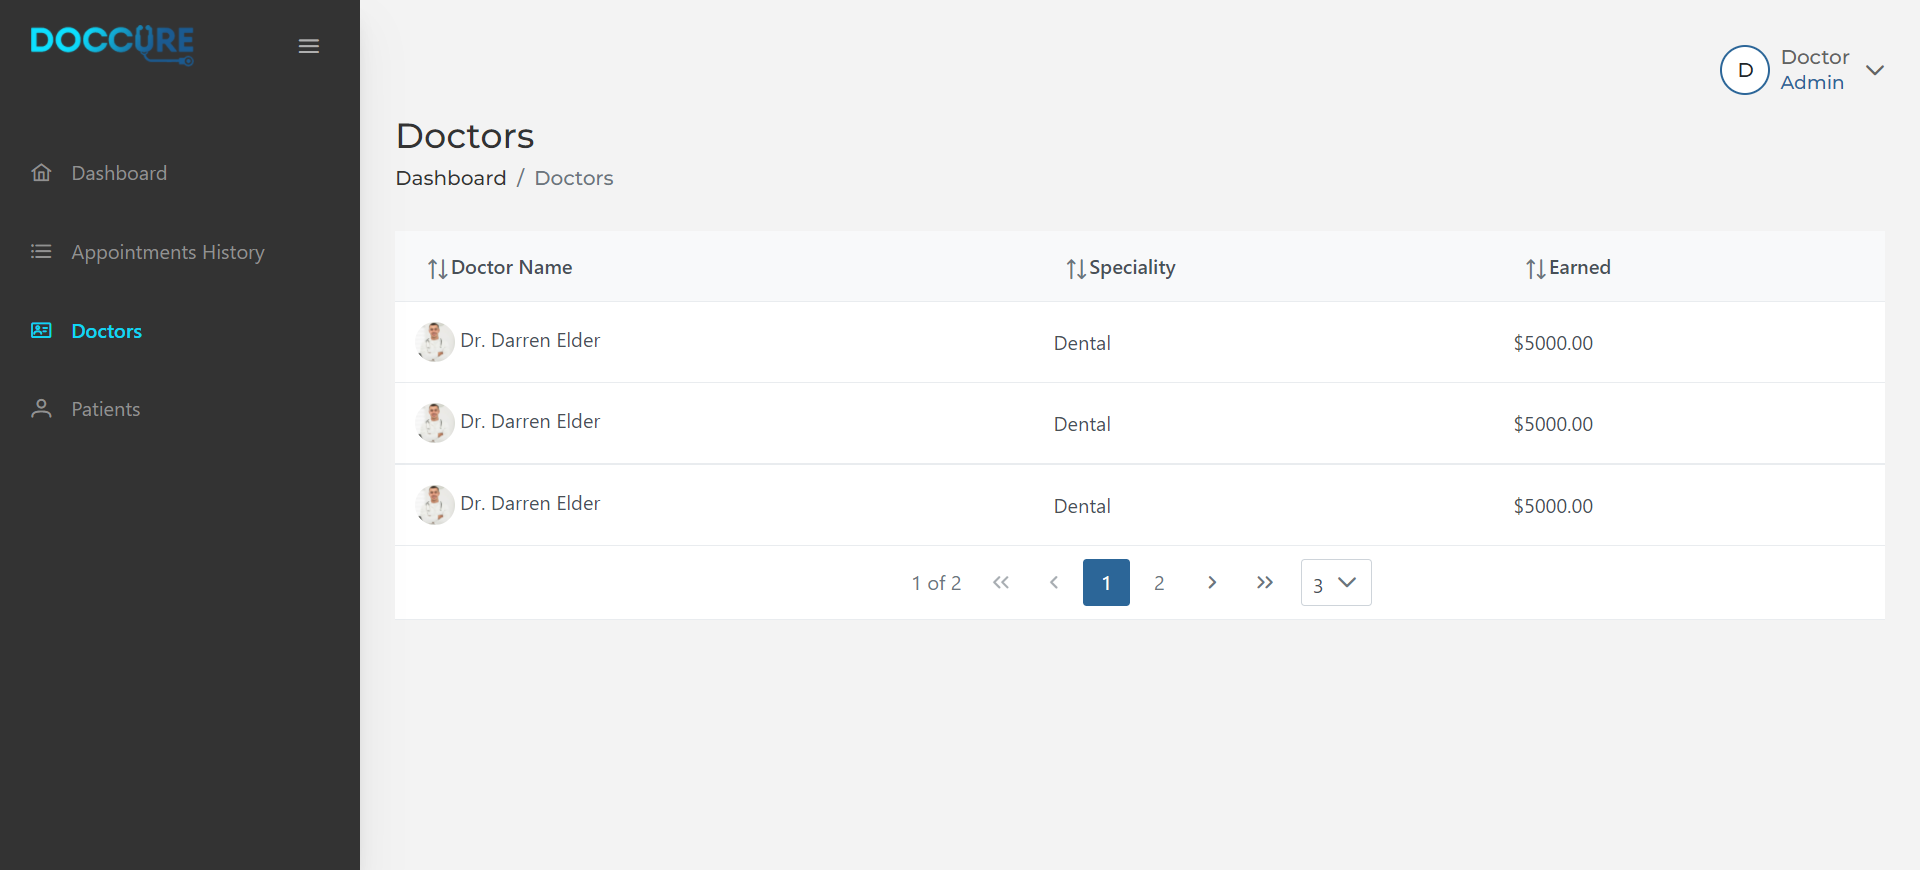 DOCCURE
Dashboard
Appointments History
Doctors
Patients
D
Doctor
Admin
Doctors
Dashboard / Doctors
Doctor Name Speciality Earned
Dr. Darren Elder Dental $5000.00
Dr. Darren Elder Dental $5000.00
Dr. Darren Elder Dental $5000.00
1 of 2 1 2 3